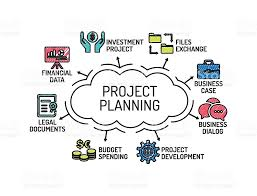 INVESTMENT
PROJECT
FILES
EXCHANGE
FINANCIAL
DATA
BUSINESS
CASE
PROJECT
PLANNING
LEGAL
DOCUMENTS
BUSINESS
DIALOG
BUDGET
SPENDING
PROJECT
DEVELOPMENT